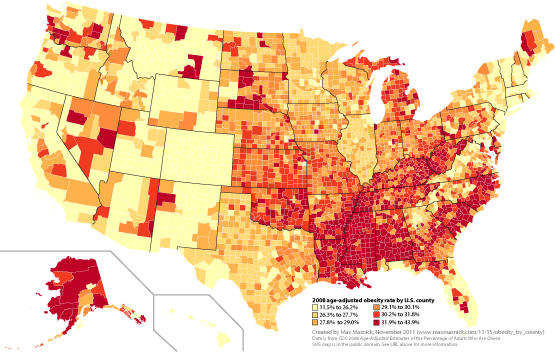 2008 age-adjusted obesity rate by U.S. county
11.5% to 26.2% 29.1% to 30.1%
26.3% to 27.7% 30.2% to 31.8%
27.8% to 29.0% 31.9% to 43.9%
Created by Max Masnick, November 2011 (www.maxmasnick.com/11/15/obesity_by_county)
Data is from CDC 2008 Age-Adjusted Estimates of the Percentage of Adults Who Are Obese
SVG map is in the public domain. See URL above for more information.